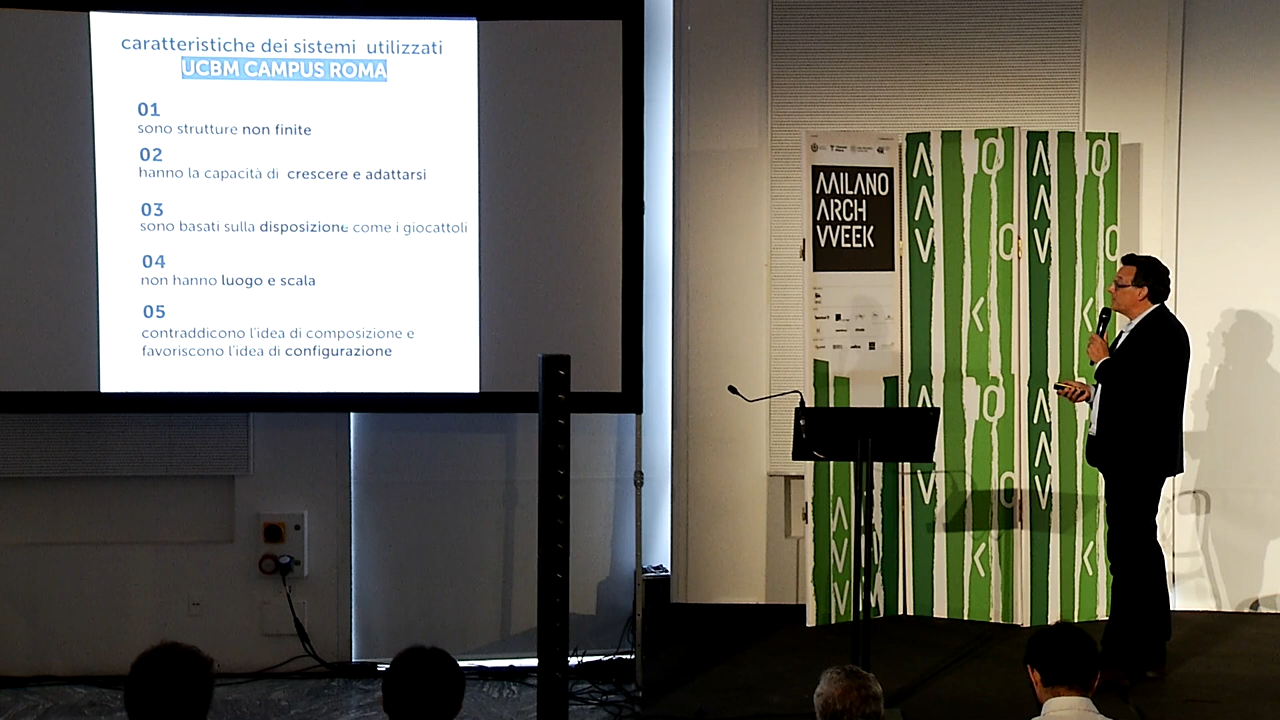 caratteristiche dei sistemi utilizzati
UCBM CAMPUS ROMA
01
sono strutture non finite
02
hanno la capacità di crescere e adattarsi
03
sono basati sulla disposizione come i giocattoli
04
non hanno luogo e scala
05
contraddicono l'idea di composizione e
favoriscono l'idea di configurazione
MILANO
ARCH
WEEK